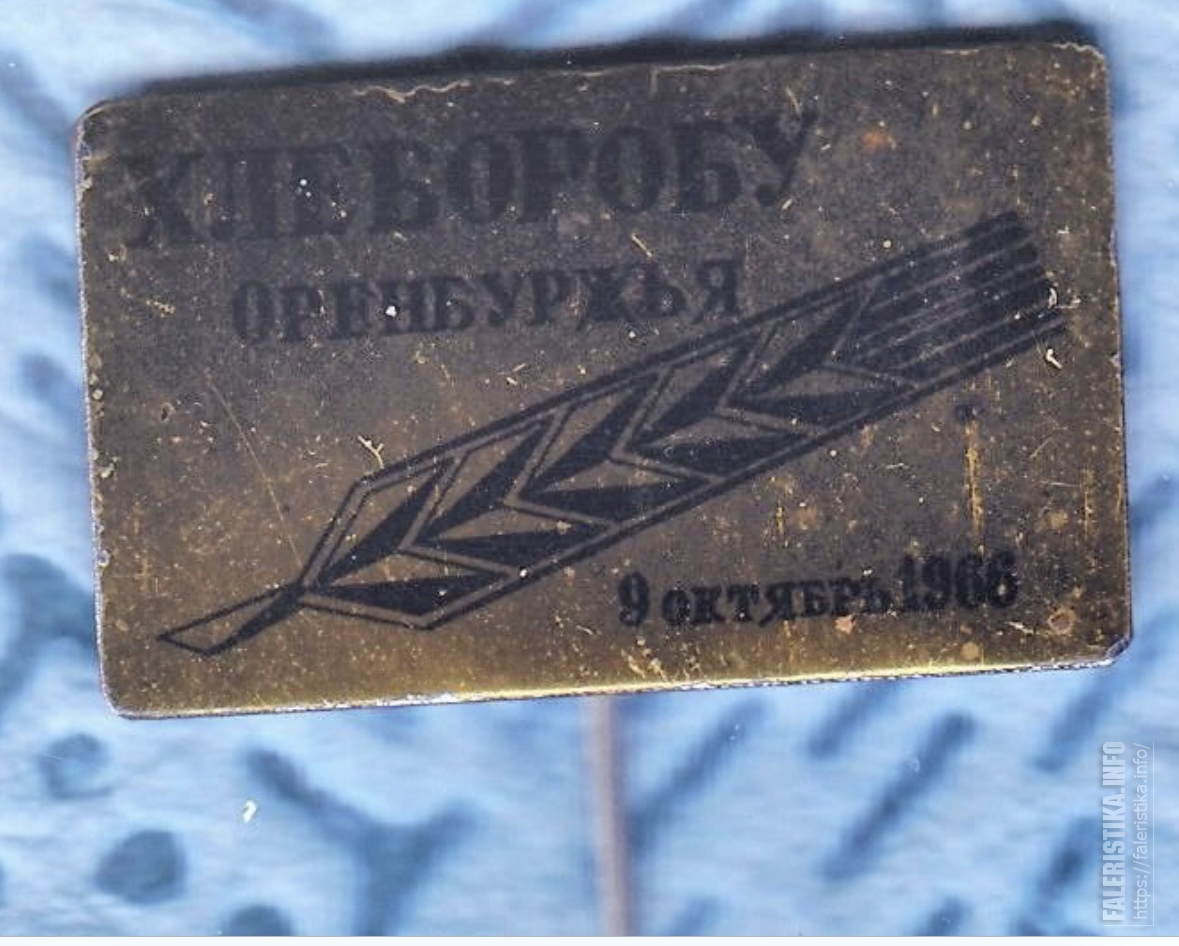 ХЛЕБОРОБУ
ОРЕНБУРЖЬЯ
9 ОКТЯБРЬ 1966
FALERISTIKA.INFO
https://faleristika.info/